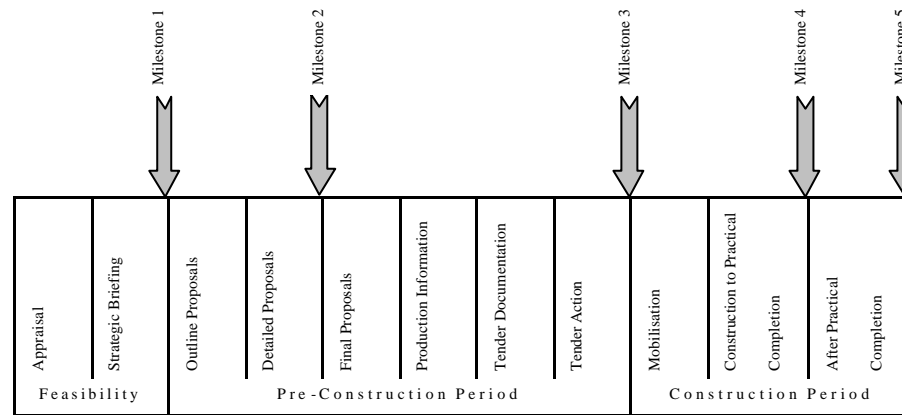 Milestone 1
Milestone 2
Milestone 3
Milestone 4
Milestone 5
Appraisal
Strategic Briefing
Outline Proposals
Detailed Proposals
Final Proposals
Production Information
Tender Documentation
Tender Action
Mobilisation
Construction to Practical
Completion
After Practical
Completion
Feasibility
Pre-Construction Period
Construction Period